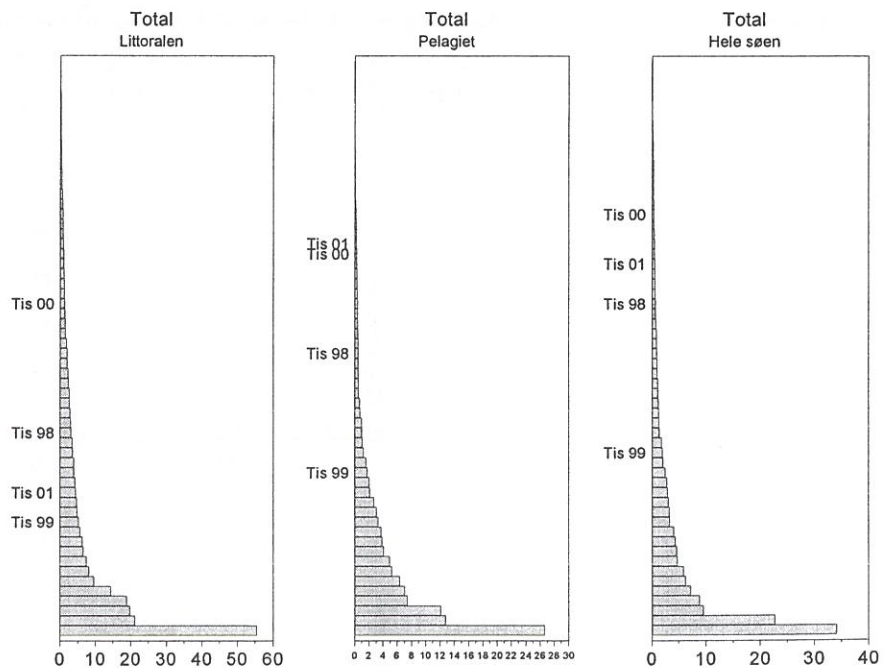 Total
Littoralen
Tis 00
Tis 98
Tis 01
Tis 99
0 10 20 30 40 50 60
Total
Pelagiet
Tis 01
Tis 00
Tis 98
Tis 99
0 2 4 6 8 10 12 14 16 18 20 22 24 26 28 30
Total
Hele søen
Tis 00
Tis 01
Tis 98
Tis 99
0 10 20 30 40